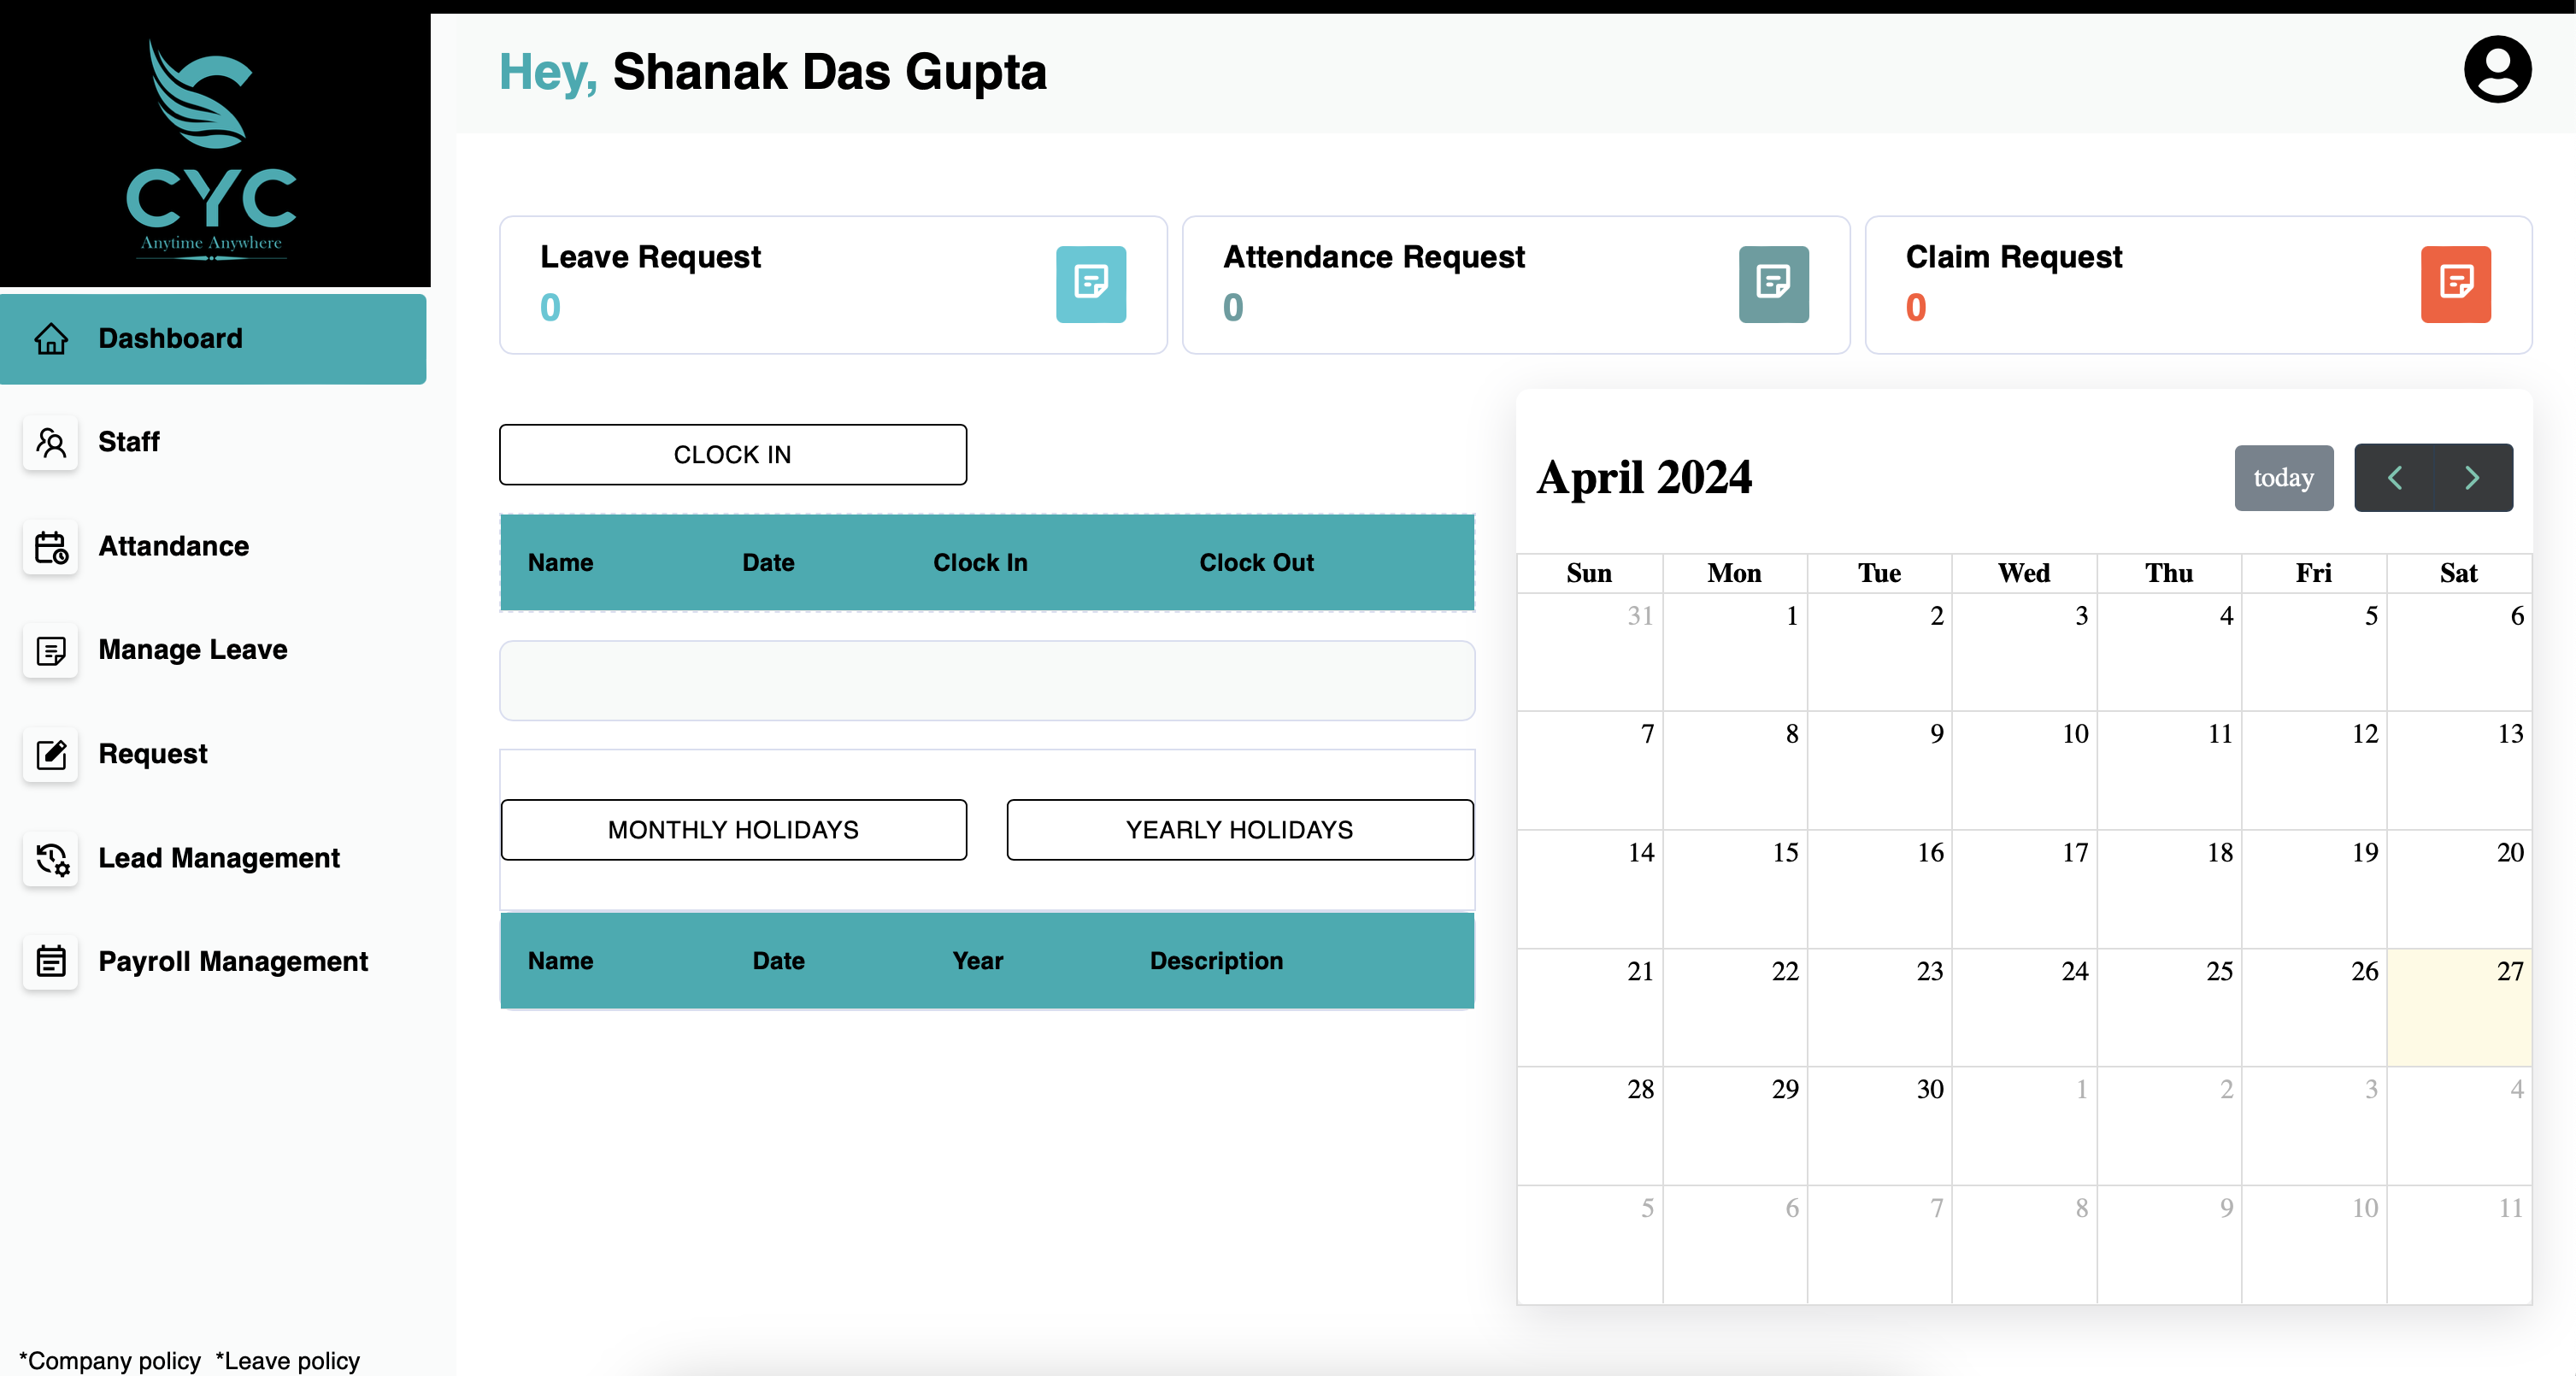 CYC
Anytime Anywhere
Dashboard
Staff
Attandance
Manage Leave
Request
Lead Management
Payroll Management
*Company policy *Leave policy
Hey, Shanak Das Gupta
Leave Request
0
Attendance Request
0
Claim Request
0
CLOCK IN
Name Date Clock In Clock Out
MONTHLY HOLIDAYS YEARLY HOLIDAYS
Name Date Year Description
April 2024
today
Sun Mon Tue Wed Thu Fri Sat
31 1 2 3 4 5 6
7 8 9 10 11 12 13
14 15 16 17 18 19 20
21 22 23 24 25 26 27
28 29 30 1 2 3 4
5 6 7 8 9 10 11